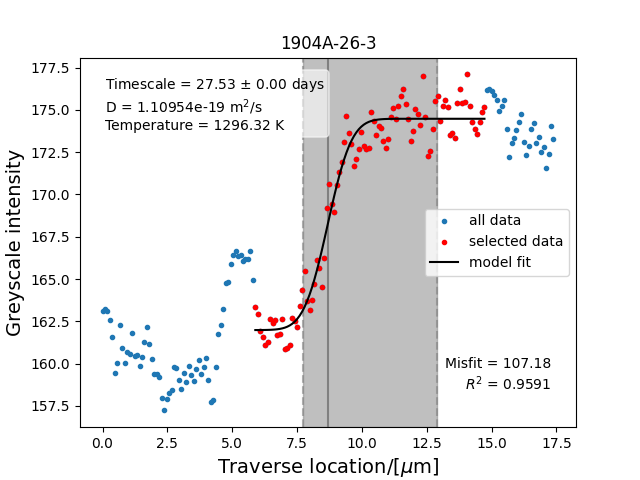 1904A-26-3
Timescale = 27.53 ± 0.00 days
D = 1.10954e-19 m²/s
Temperature = 1296.32 K
all data
selected data
model fit
Misfit = 107.18
R² = 0.9591
Greyscale intensity
177.5
175.0
172.5
170.0
167.5
165.0
162.5
160.0
157.5
0.0 2.5 5.0 7.5 10.0 12.5 15.0 17.5
Traverse location/[μm]